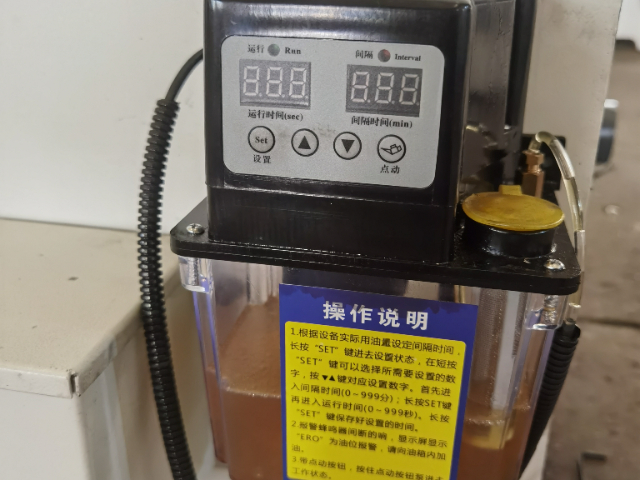 运行 Run 间隔 Interval
8.8.8. 8.8.8.
运行时间(sec) 间隔时间(min)
Set
设置 点动
操作说明
1.根据设备实际用油量设定间隔时间，
长按“SET”键进去设置状态，在短按
“SET”键可以选择所需要设置的数
字，按▼▲键对应设置数字。首先进
入间隔时间(0～999分)；长按SET键
再进入运行时间(0～999秒)。长按
“SET”键保存好设置的时间。
2.报警蜂鸣器间断的响，显示屏显示
“ERO”为油位报警，请向油箱内加
油。
3.带点动按钮，按住点动按钮泵进去
工作状态。